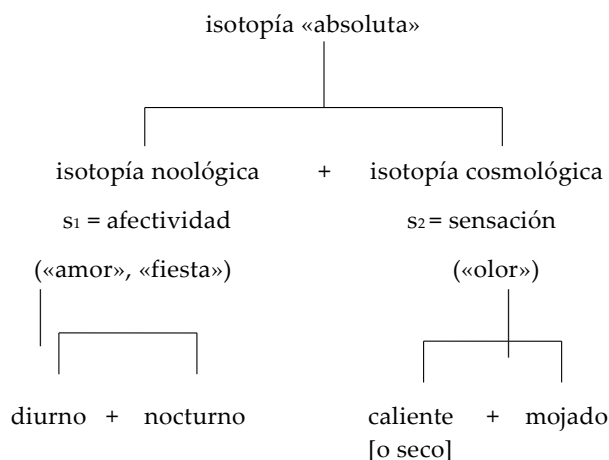 isotopía «absoluta»
isotopía noológica + isotopía cosmológica
s1 = afectividad s2 = sensación
(«amor», «fiesta») («olor»)
diurno + nocturno caliente + mojado
[o seco]